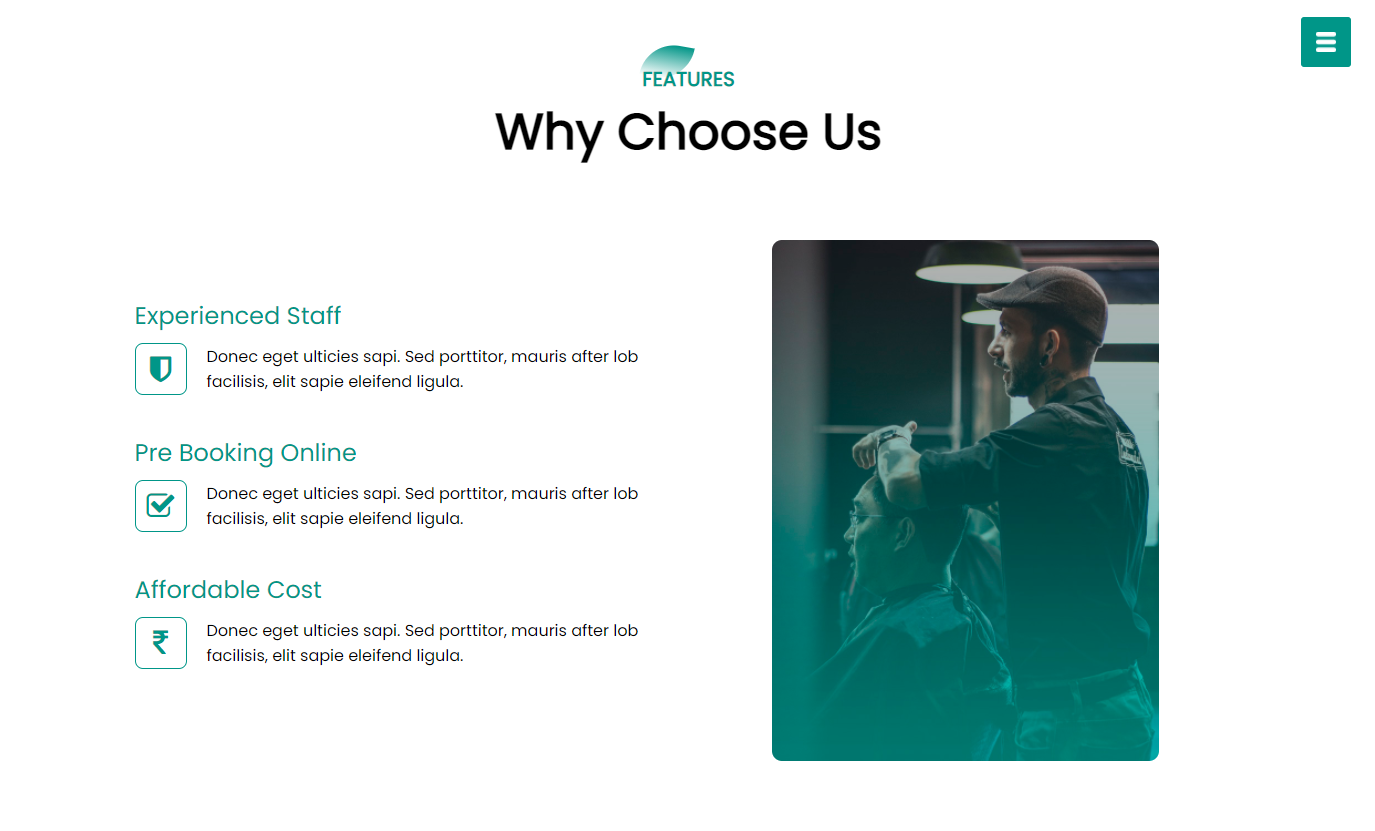 FEATURES
Why Choose Us
Experienced Staff
Donec eget ulticies sapi. Sed porttitor, mauris after lob
facilisis, elit sapie eleifend ligula.
Pre Booking Online
Donec eget ulticies sapi. Sed porttitor, mauris after lob
facilisis, elit sapie eleifend ligula.
Affordable Cost
₹
Donec eget ulticies sapi. Sed porttitor, mauris after lob
facilisis, elit sapie eleifend ligula.